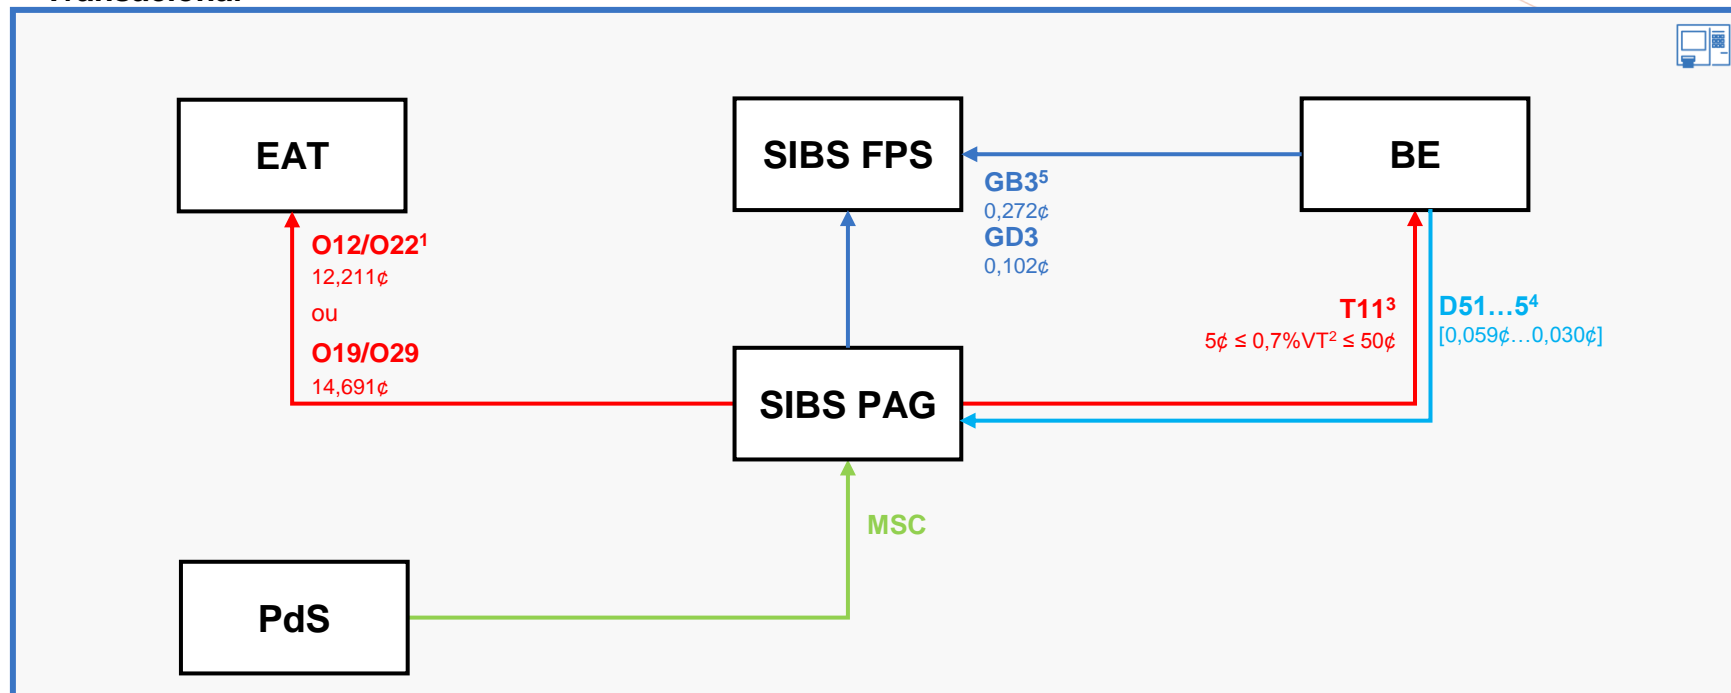 Transacional
EAT
SIBS FPS
BE
GB3⁵
0,272¢
GD3
0,102¢
O12/O22¹
12,211¢
ou
O19/O29
14,691¢
T11³
5¢ ≤ 0,7%VT² ≤ 50¢
D51…5⁴
[0,059¢…0,030¢]
SIBS PAG
MSC
PdS